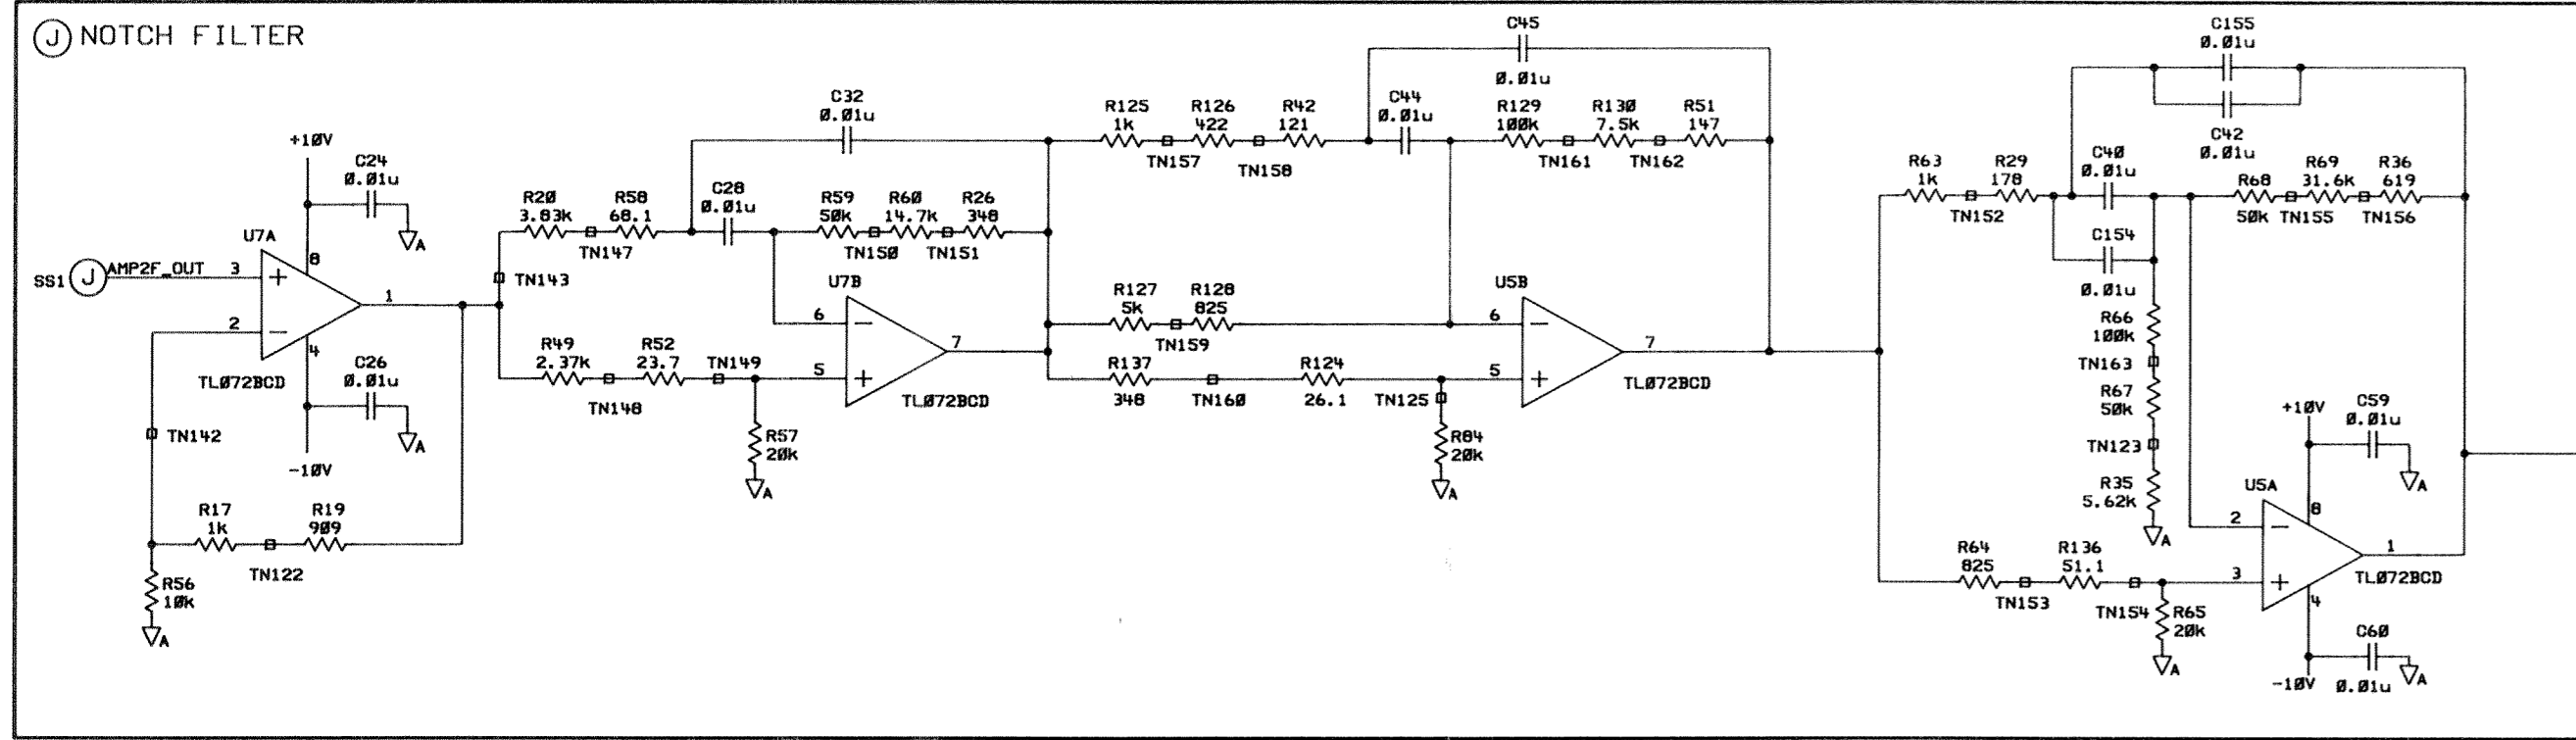 J NOTCH FILTER
C45
0.01u
C155
0.01u
C42
0.01u
C32
0.01u
R125
1k
TN157
R126
422
TN158
R42
121
C44
0.01u
R129
100k
TN161
R130
7.5k
TN162
R51
147
+10V
C24
0.01u
A
R20
3.83k
TN147
R58
68.1
C28
0.01u
R59
50k
TN150
R60
14.7k
TN151
R26
348
R63
1k
TN152
R29
178
C40
0.01u
C154
0.01u
R68
50k
TN155
R69
31.6k
TN156
R36
619
SS1 J AMP2F_OUT
U7A
3
+
2
-
8
4
1
TL072BCD
TN143
C26
0.01u
A
-10V
TN142
R17
1k
TN122
R19
909
R56
10k
A
R49
2.37k
TN148
R52
23.7
TN149
R57
20k
A
U7B
6
-
5
+
7
TL072BCD
R127
5k
TN159
R128
825
R137
348
TN160
R124
26.1
TN125
R84
20k
A
U5B
6
-
5
+
7
TL072BCD
R66
100k
TN163
R67
50k
TN123
R35
5.62k
A
+10V
C59
0.01u
A
U5A
2
-
3
+
8
4
1
TL072BCD
R64
825
TN153
R136
51.1
TN154
R65
20k
A
C60
0.01u
A
-10V